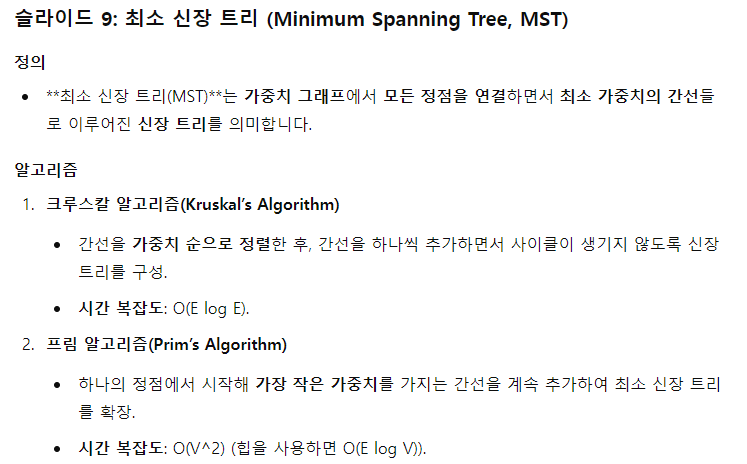 슬라이드 9: 최소 신장 트리 (Minimum Spanning Tree, MST)
정의
• **최소 신장 트리(MST)**는 가중치 그래프에서 모든 정점을 연결하면서 최소 가중치의 간선들
로 이루어진 신장 트리를 의미합니다.
알고리즘
1. 크루스칼 알고리즘(Kruskal’s Algorithm)
• 간선을 가중치 순으로 정렬한 후, 간선을 하나씩 추가하면서 사이클이 생기지 않도록 신장
트리를 구성.
• 시간 복잡도: O(E log E).
2. 프림 알고리즘(Prim’s Algorithm)
• 하나의 정점에서 시작해 가장 작은 가중치를 가지는 간선을 계속 추가하여 최소 신장 트리
를 확장.
• 시간 복잡도: O(V^2) (힙을 사용하면 O(E log V)).